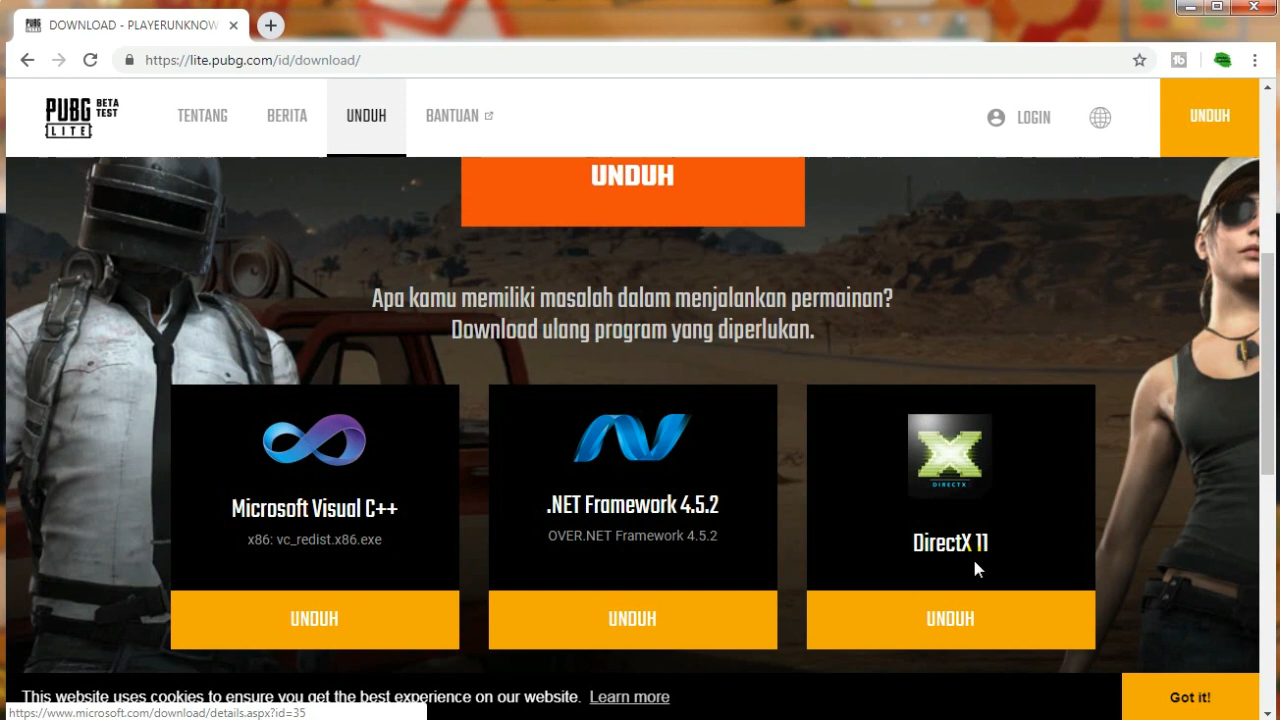 DOWNLOAD - PLAYERUNKNOW
https://lite.pubg.com/id/download/
PUBG BETA TEST
LITE
TENTANG
BERITA
UNDUH
BANTUAN
LOGIN
UNDUH
UNDUH
Apa kamu memiliki masalah dalam menjalankan permainan?
Download ulang program yang diperlukan.
DIRECTX
Microsoft Visual C++
.NET Framework 4.5.2
DirectX 11
x86: vc_redist.x86.exe
OVER.NET Framework 4.5.2
UNDUH
UNDUH
UNDUH
This website uses cookies to ensure you get the best experience on our website. Learn more
Got it!
https://www.microsoft.com/download/details.aspx?id=35